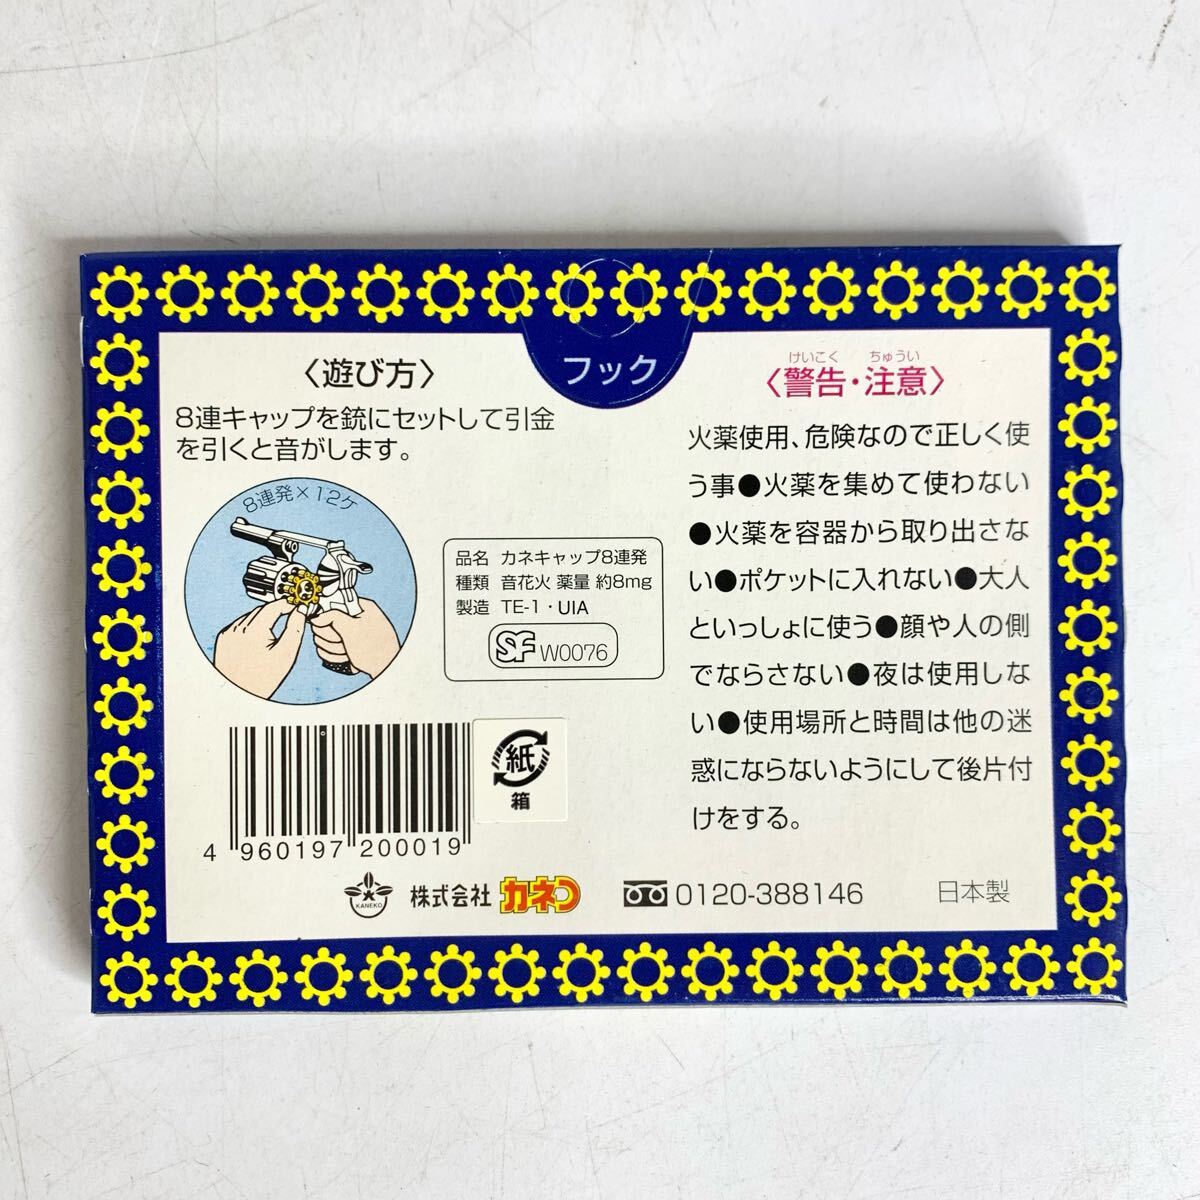 フック
〈遊び方〉
8連キャップを銃にセットして引金
を引くと音がします。
8連発×12ケ
品名 カネキャップ8連発
種類 音花火 薬量 約8mg
製造 TE-1・UIA
SF W0076
4 960197 200019
紙
箱
けいこく ちゅうい
〈警告・注意〉
火薬使用、危険なので正しく使
う事●火薬を集めて使わない
●火薬を容器から取り出さな
い●ポケットに入れない●大人
といっしょに使う●顔や人の側
でならさない●夜は使用しな
い●使用場所と時間は他の迷
惑にならないようにして後片付
けをする。
KANEKO
株式会社 カネコ
0120-388146
日本製